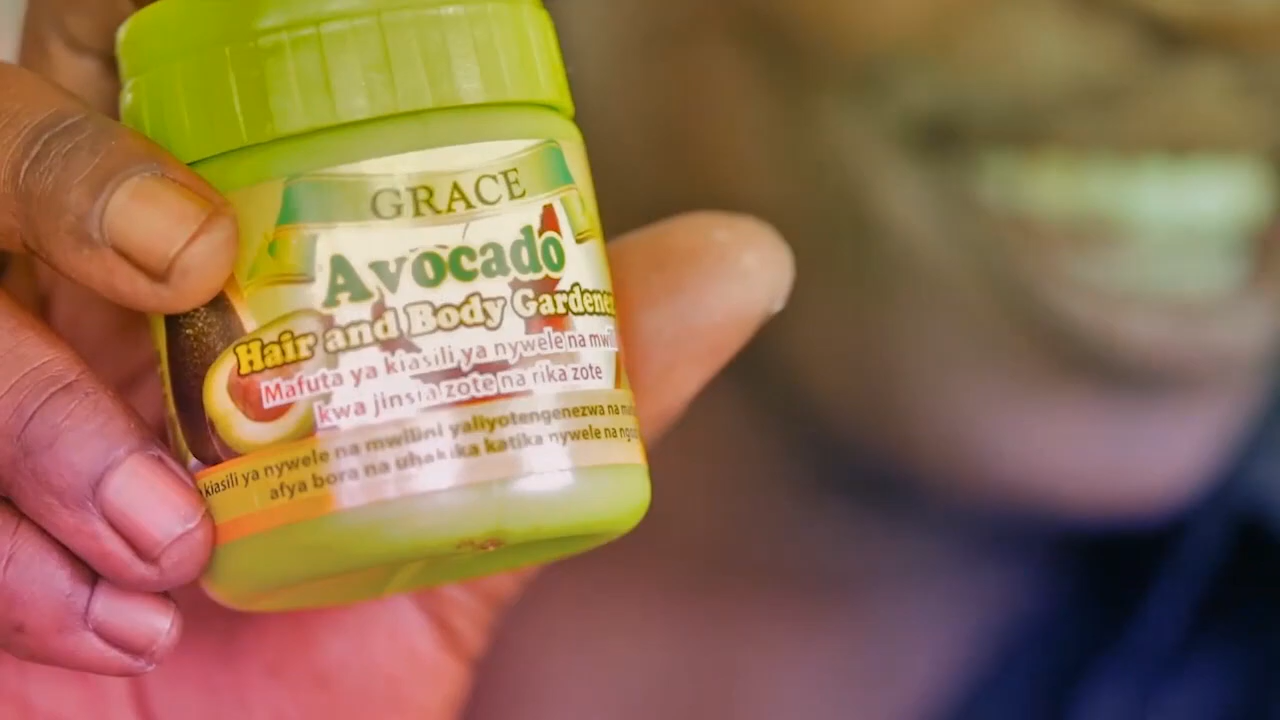 GRACE
Avocado
Hair and Body Gardener
Mafuta ya kiasili ya nywele na
kwa jinsia zote na rika zote
kiasili ya nywele na mwilini yaliyotengenezwa na
afya bora na uhakika katika nywele na